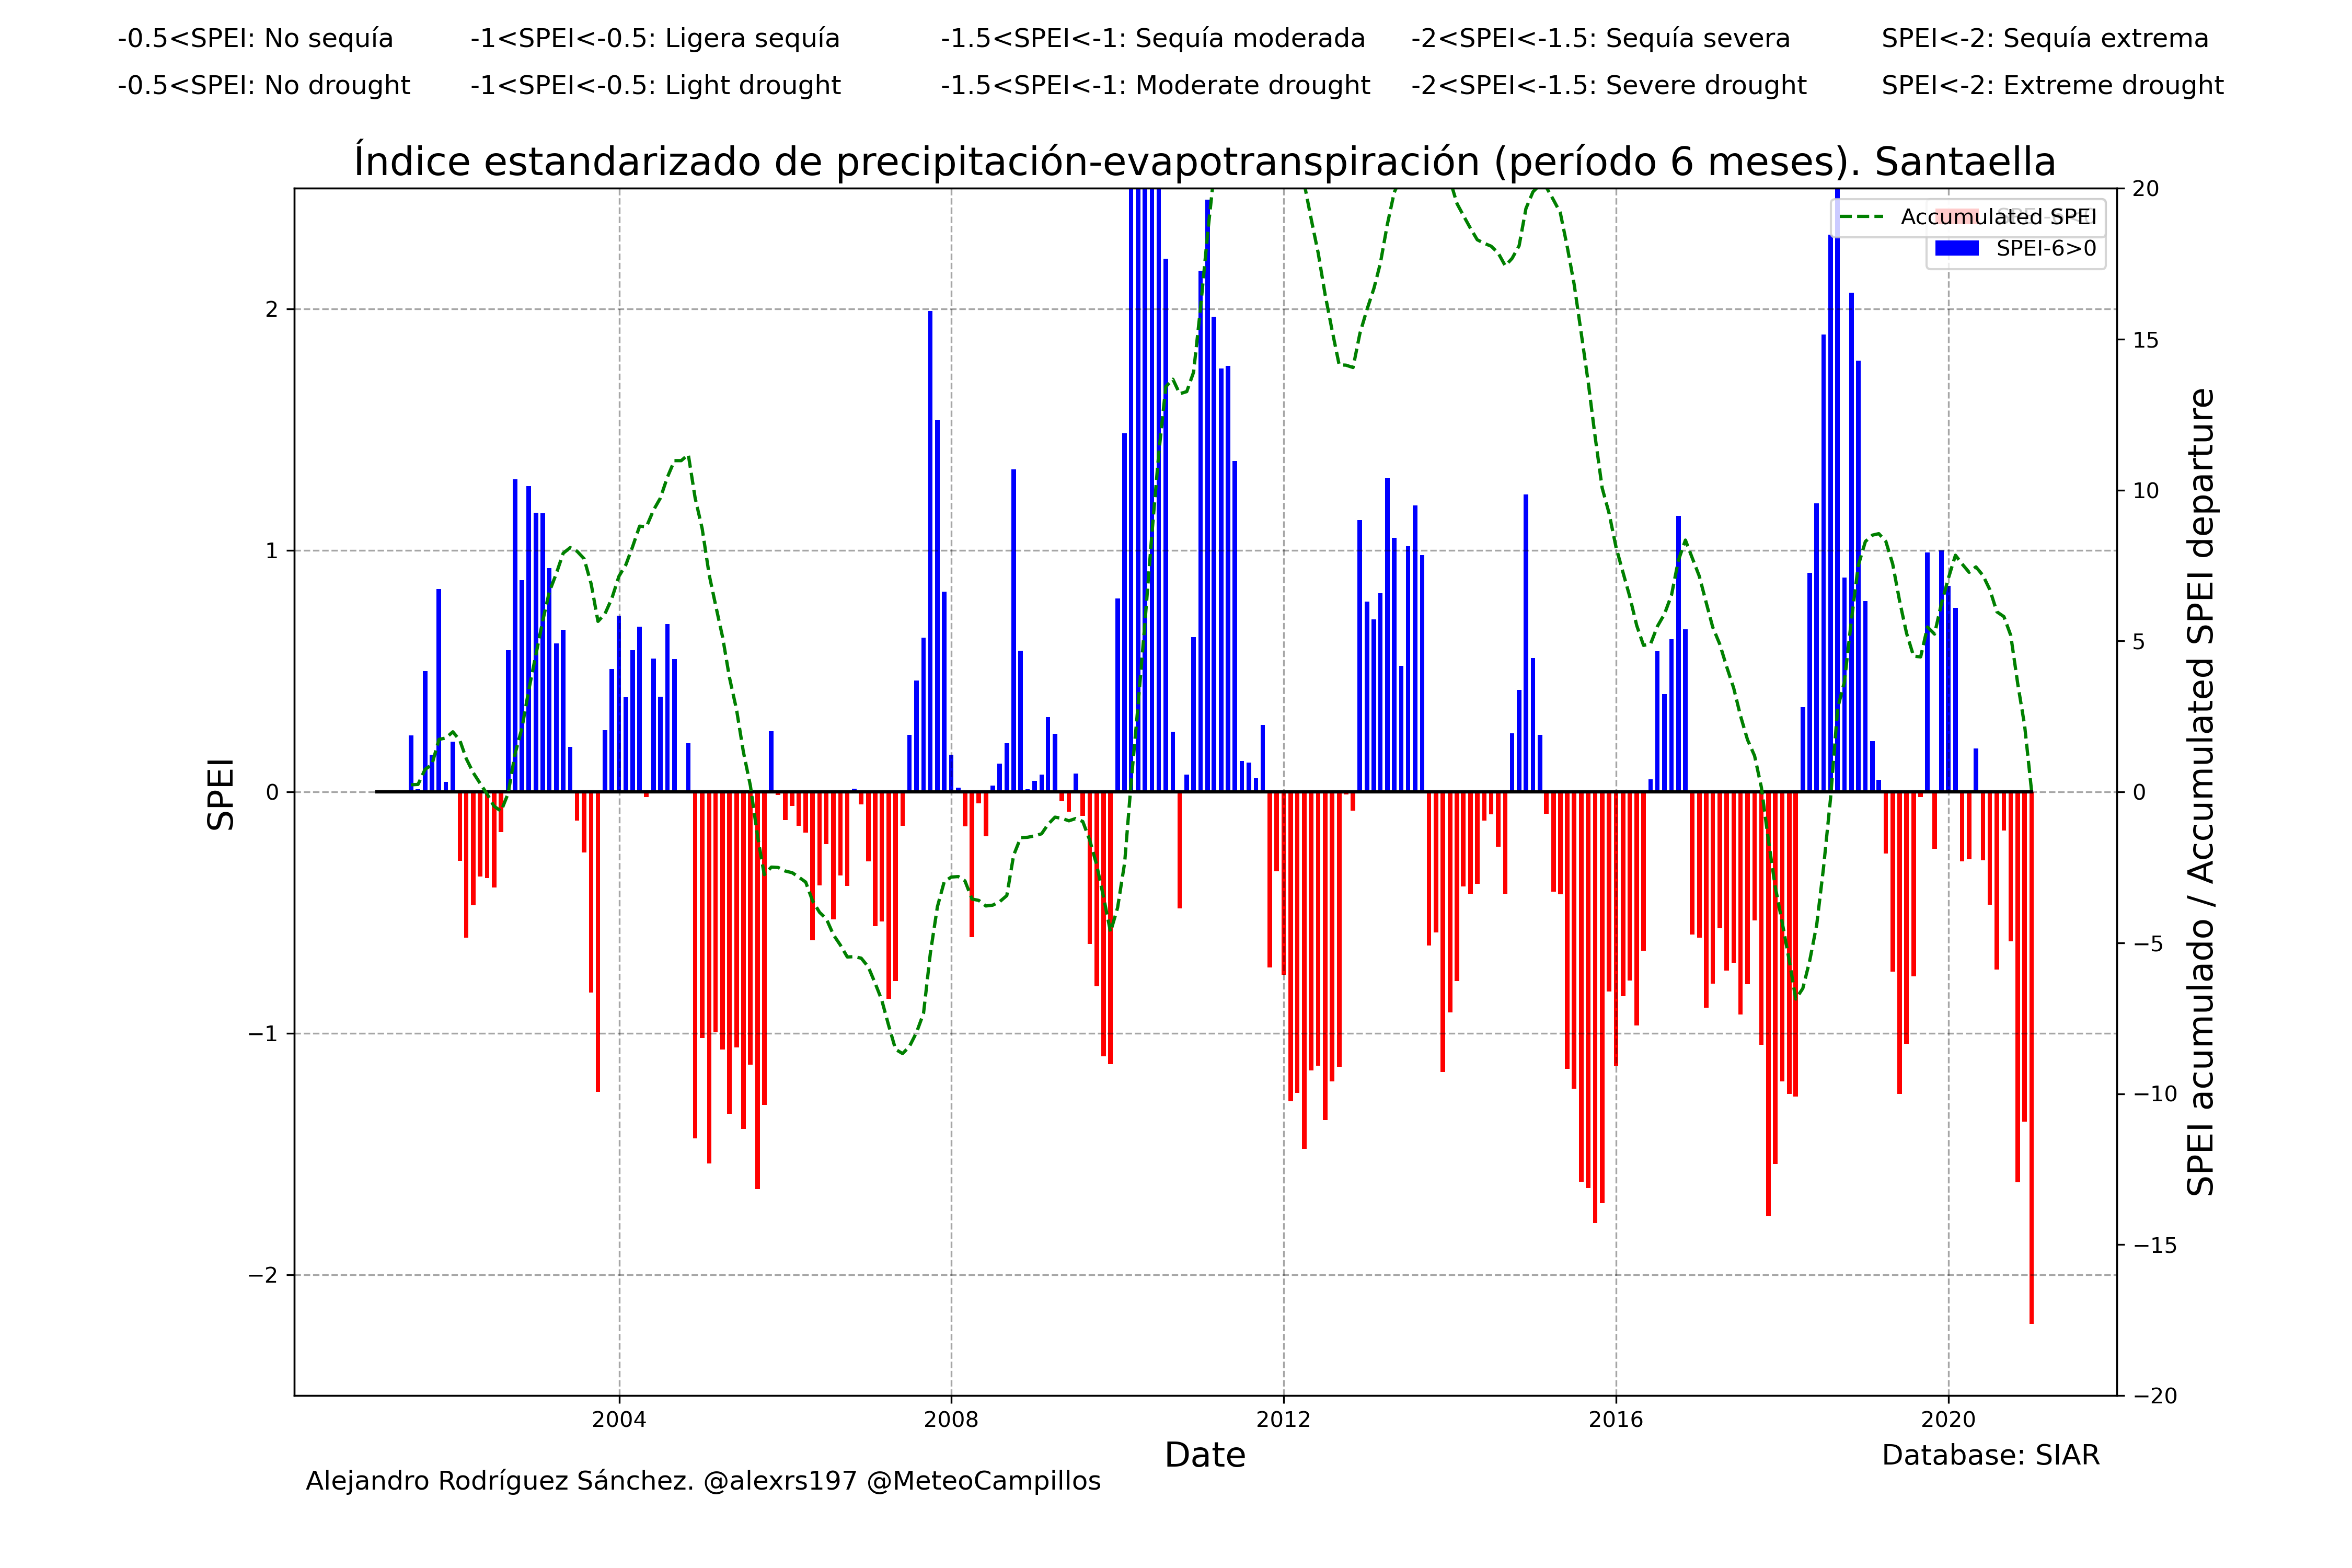 -0.5<SPEI: No sequía -1<SPEI<-0.5: Ligera sequía -1.5<SPEI<-1: Sequía moderada -2<SPEI<-1.5: Sequía severa SPEI<-2: Sequía extrema
-0.5<SPEI: No drought -1<SPEI<-0.5: Light drought -1.5<SPEI<-1: Moderate drought -2<SPEI<-1.5: Severe drought SPEI<-2: Extreme drought
Índice estandarizado de precipitación-evapotranspiración (período 6 meses). Santaella
Accumulated SPEI
SPEI-6>0
SPEI
2
1
0
−1
−2
20
15
10
5
0
−5
−10
−15
−20
SPEI acumulado / Accumulated SPEI departure
2004 2008 2012 2016 2020
Date
Database: SIAR
Alejandro Rodríguez Sánchez. @alexrs197 @MeteoCampillos